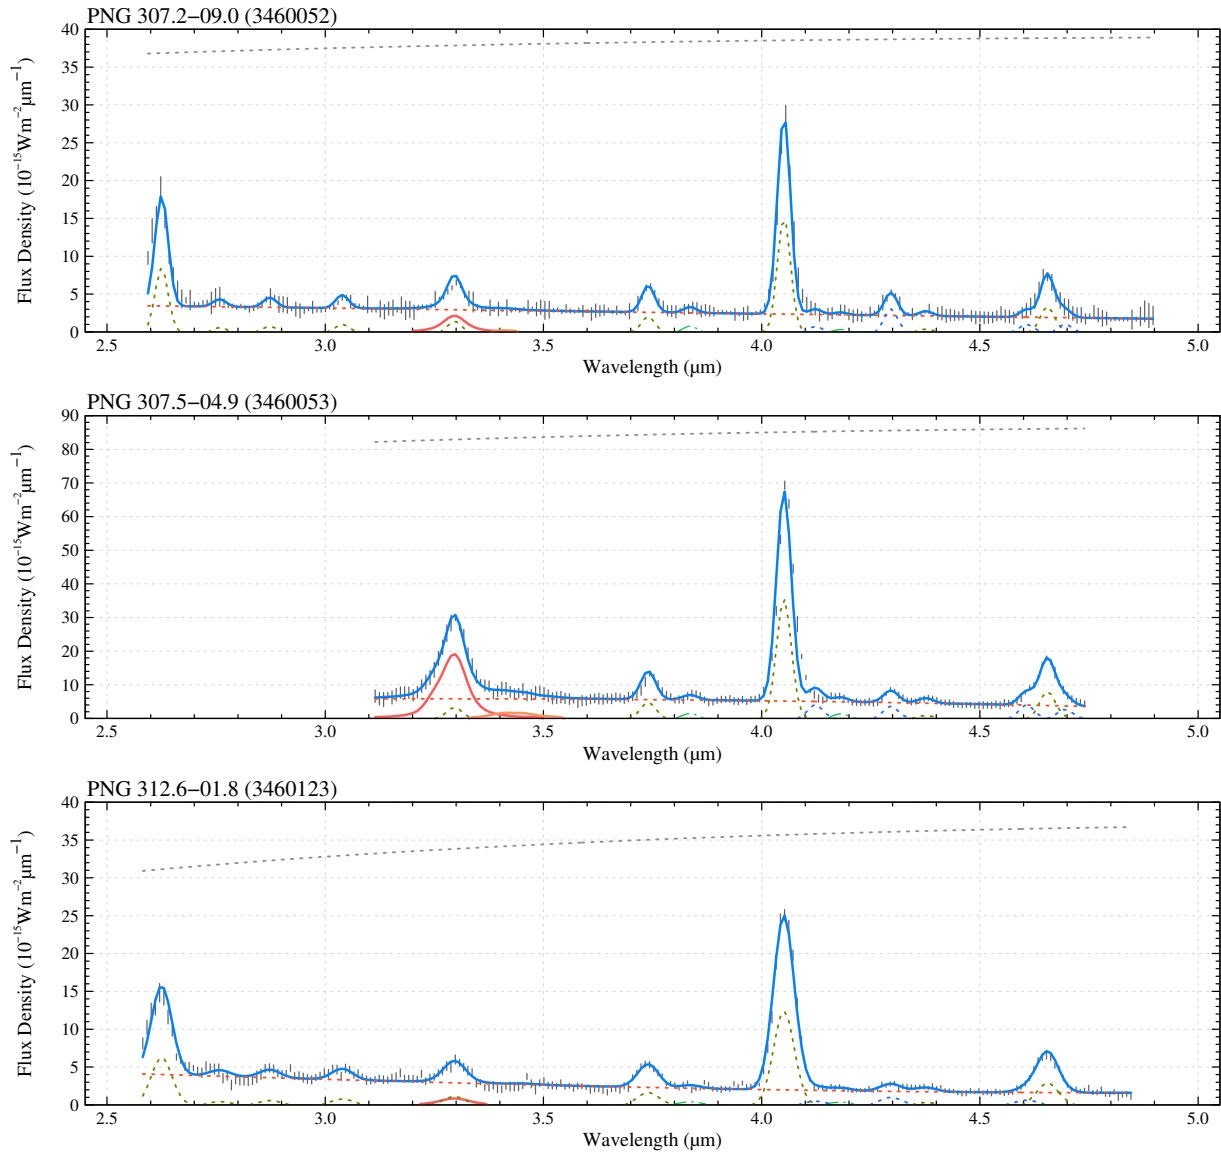 PNG 307.2−09.0 (3460052)
40
35
30
25
20
15
10
5
0
Flux Density (10⁻¹⁵Wm⁻²μm⁻¹)
2.5 3.0 3.5 4.0 4.5 5.0
Wavelength (μm)
PNG 307.5−04.9 (3460053)
90
80
70
60
50
40
30
20
10
0
Flux Density (10⁻¹⁵Wm⁻²μm⁻¹)
2.5 3.0 3.5 4.0 4.5 5.0
Wavelength (μm)
PNG 312.6−01.8 (3460123)
40
35
30
25
20
15
10
5
0
Flux Density (10⁻¹⁵Wm⁻²μm⁻¹)
2.5 3.0 3.5 4.0 4.5 5.0
Wavelength (μm)